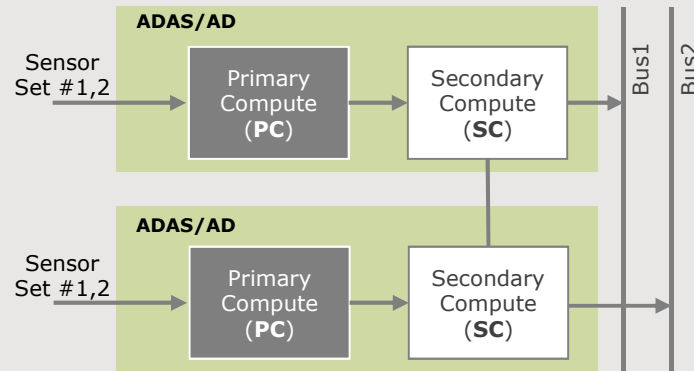 ADAS/AD
Sensor
Set #1,2
Primary
Compute
(PC)
Secondary
Compute
(SC)
Bus1
Bus2
ADAS/AD
Sensor
Set #1,2
Primary
Compute
(PC)
Secondary
Compute
(SC)